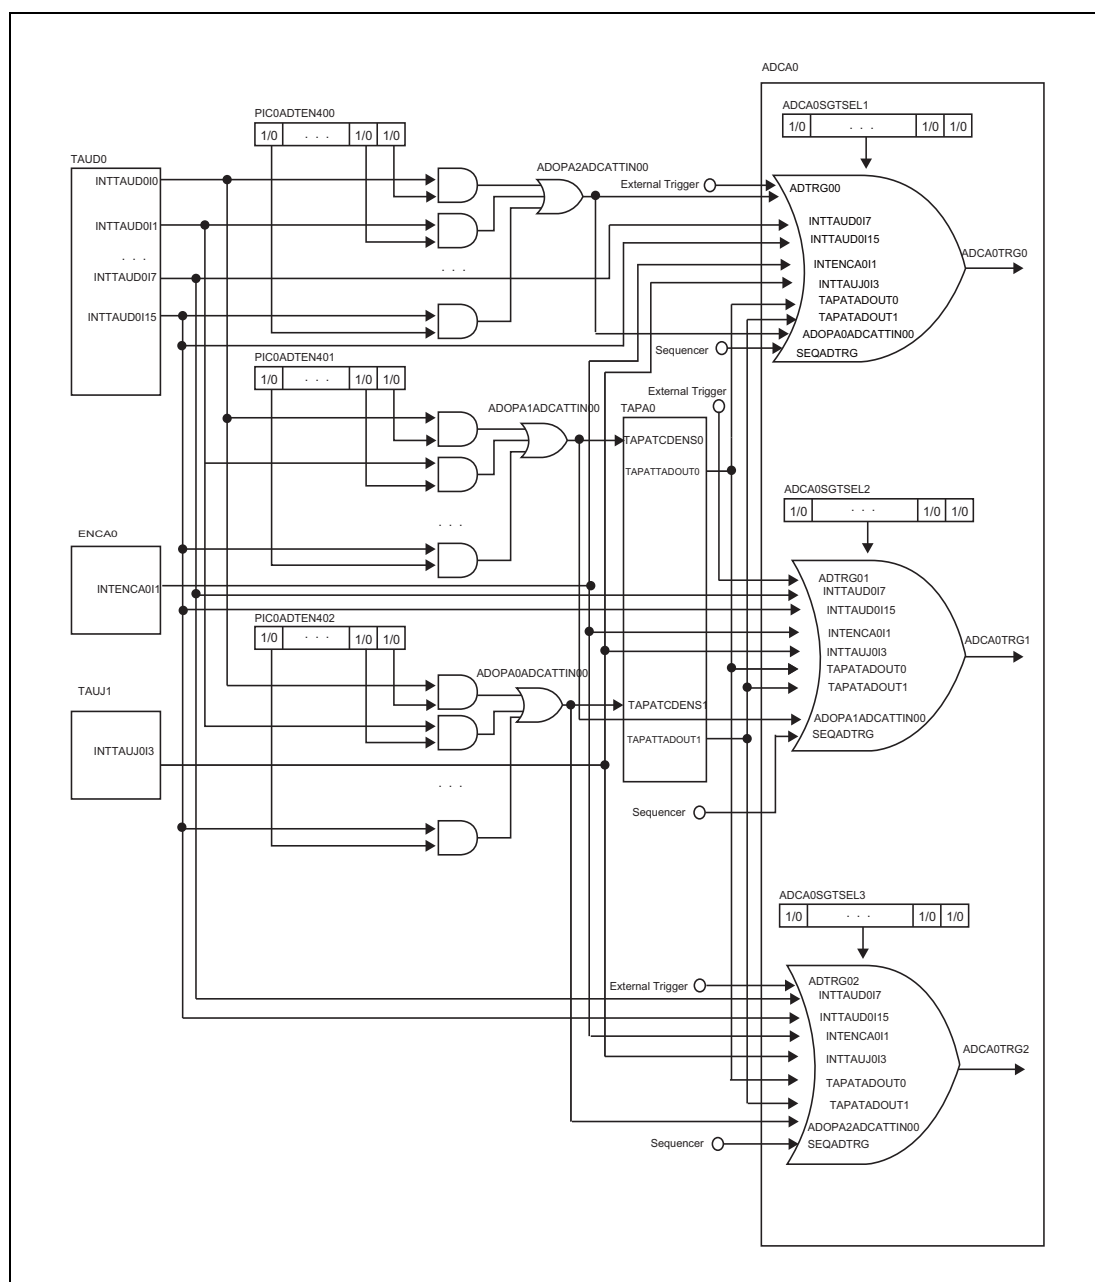 ADCA0
PIC0ADTEN400
1/0 . . . 1/0 1/0
ADCA0SGTSEL1
1/0 . . . 1/0 1/0
TAUD0
INTTAUD0I0
INTTAUD0I1
. . .
INTTAUD0I7
INTTAUD0I15
ADOPA2ADCATTIN00
. . .
External Trigger
ADTRG00
INTTAUD0I7
INTTAUD0I15
INTENCA0I1
INTTAUJ0I3
TAPATADOUT0
TAPATADOUT1
ADOPA0ADCATTIN00
SEQADTRG
ADCA0TRG0
Sequencer
PIC0ADTEN401
1/0 . . . 1/0 1/0
External Trigger
ADOPA1ADCATTIN00
TAPA0
TAPATCDENS0
TAPATTADOUT0
. . .
ADCA0SGTSEL2
1/0 . . . 1/0 1/0
ENCA0
INTENCA0I1
ADTRG01
INTTAUD0I7
INTTAUD0I15
INTENCA0I1
INTTAUJ0I3
TAPATADOUT0
TAPATADOUT1
ADOPA1ADCATTIN00
SEQADTRG
ADCA0TRG1
PIC0ADTEN402
1/0 . . . 1/0 1/0
ADOPA0ADCATTIN00
TAPATCDENS1
TAPATTADOUT1
TAUJ1
INTTAUJ0I3
. . .
Sequencer
ADCA0SGTSEL3
1/0 . . . 1/0 1/0
External Trigger
ADTRG02
INTTAUD0I7
INTTAUD0I15
INTENCA0I1
INTTAUJ0I3
TAPATADOUT0
TAPATADOUT1
ADOPA2ADCATTIN00
SEQADTRG
ADCA0TRG2
Sequencer